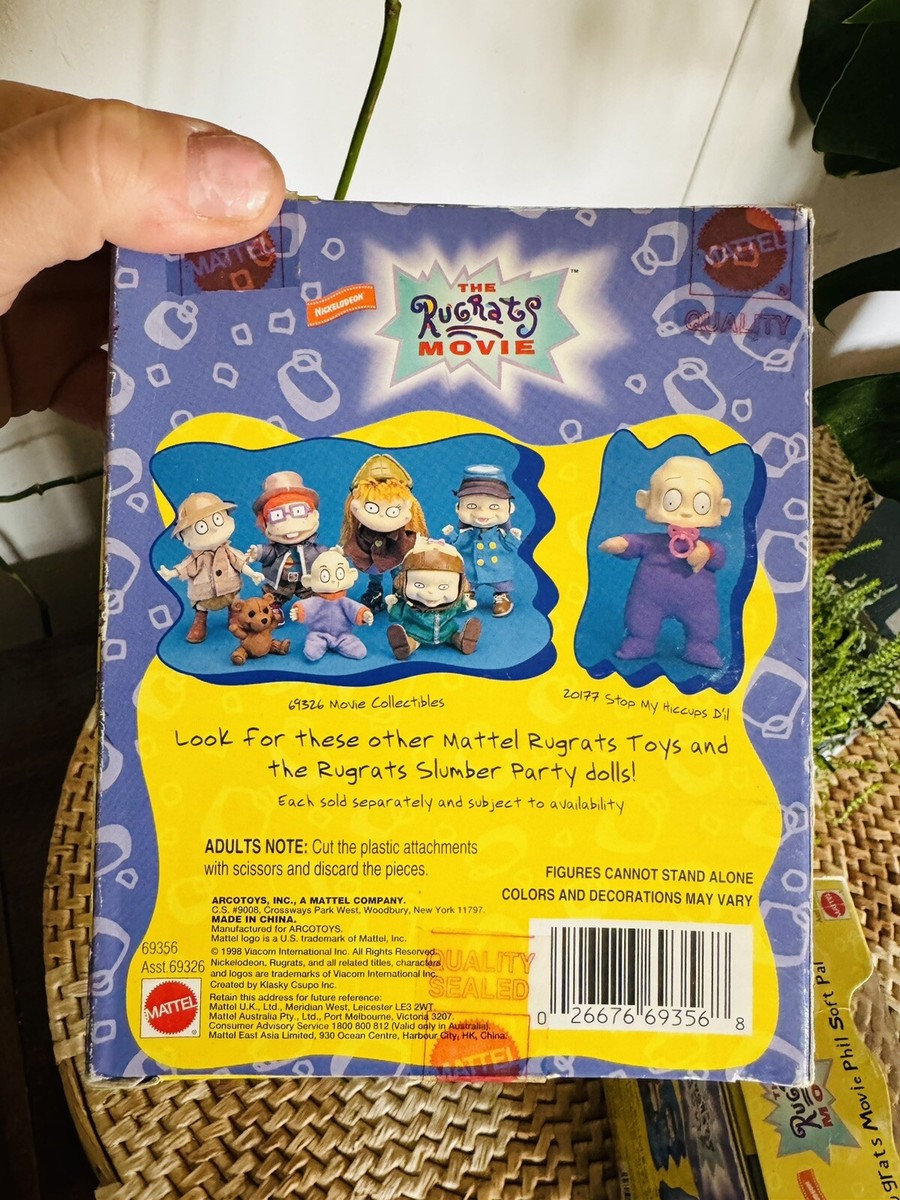 MATTEL
MATTEL
QUALITY
NICKELODEON
THE
RUGRATS
MOVIE
™
69326 Movie Collectibles
20177 Stop My Hiccups Dil
Look for these other Mattel Rugrats Toys and
the Rugrats Slumber Party dolls!
Each sold separately and subject to availability
ADULTS NOTE: Cut the plastic attachments
with scissors and discard the pieces.
FIGURES CANNOT STAND ALONE
COLORS AND DECORATIONS MAY VARY
ARCOTOYS, INC., A MATTEL COMPANY.
C.S. #9008, Crossways Park West, Woodbury, New York 11797.
MADE IN CHINA.
Manufactured for ARCOTOYS.
Mattel logo is a U.S. trademark of Mattel, Inc.
69356
Asst.69326
MATTEL
®
© 1998 Viacom International Inc. All Rights Reserved.
Nickelodeon, Rugrats, and all related titles, characters
and logos are trademarks of Viacom International Inc.
Created by Klasky Csupo Inc.
Retain this address for future reference:
Mattel U.K., Ltd., Meridian West, Leicester LE3 2WT.
Mattel Australia Pty., Ltd., Port Melbourne, Victoria 3207.
Consumer Advisory Service 1800 800 812 (Valid only in Australia).
Mattel East Asia Limited, 930 Ocean Centre, Harbour City, HK, China.
QUALITY
SEALED
MATTEL
0 26676 69356 8
MATTEL
Movie Phil Soft Pal